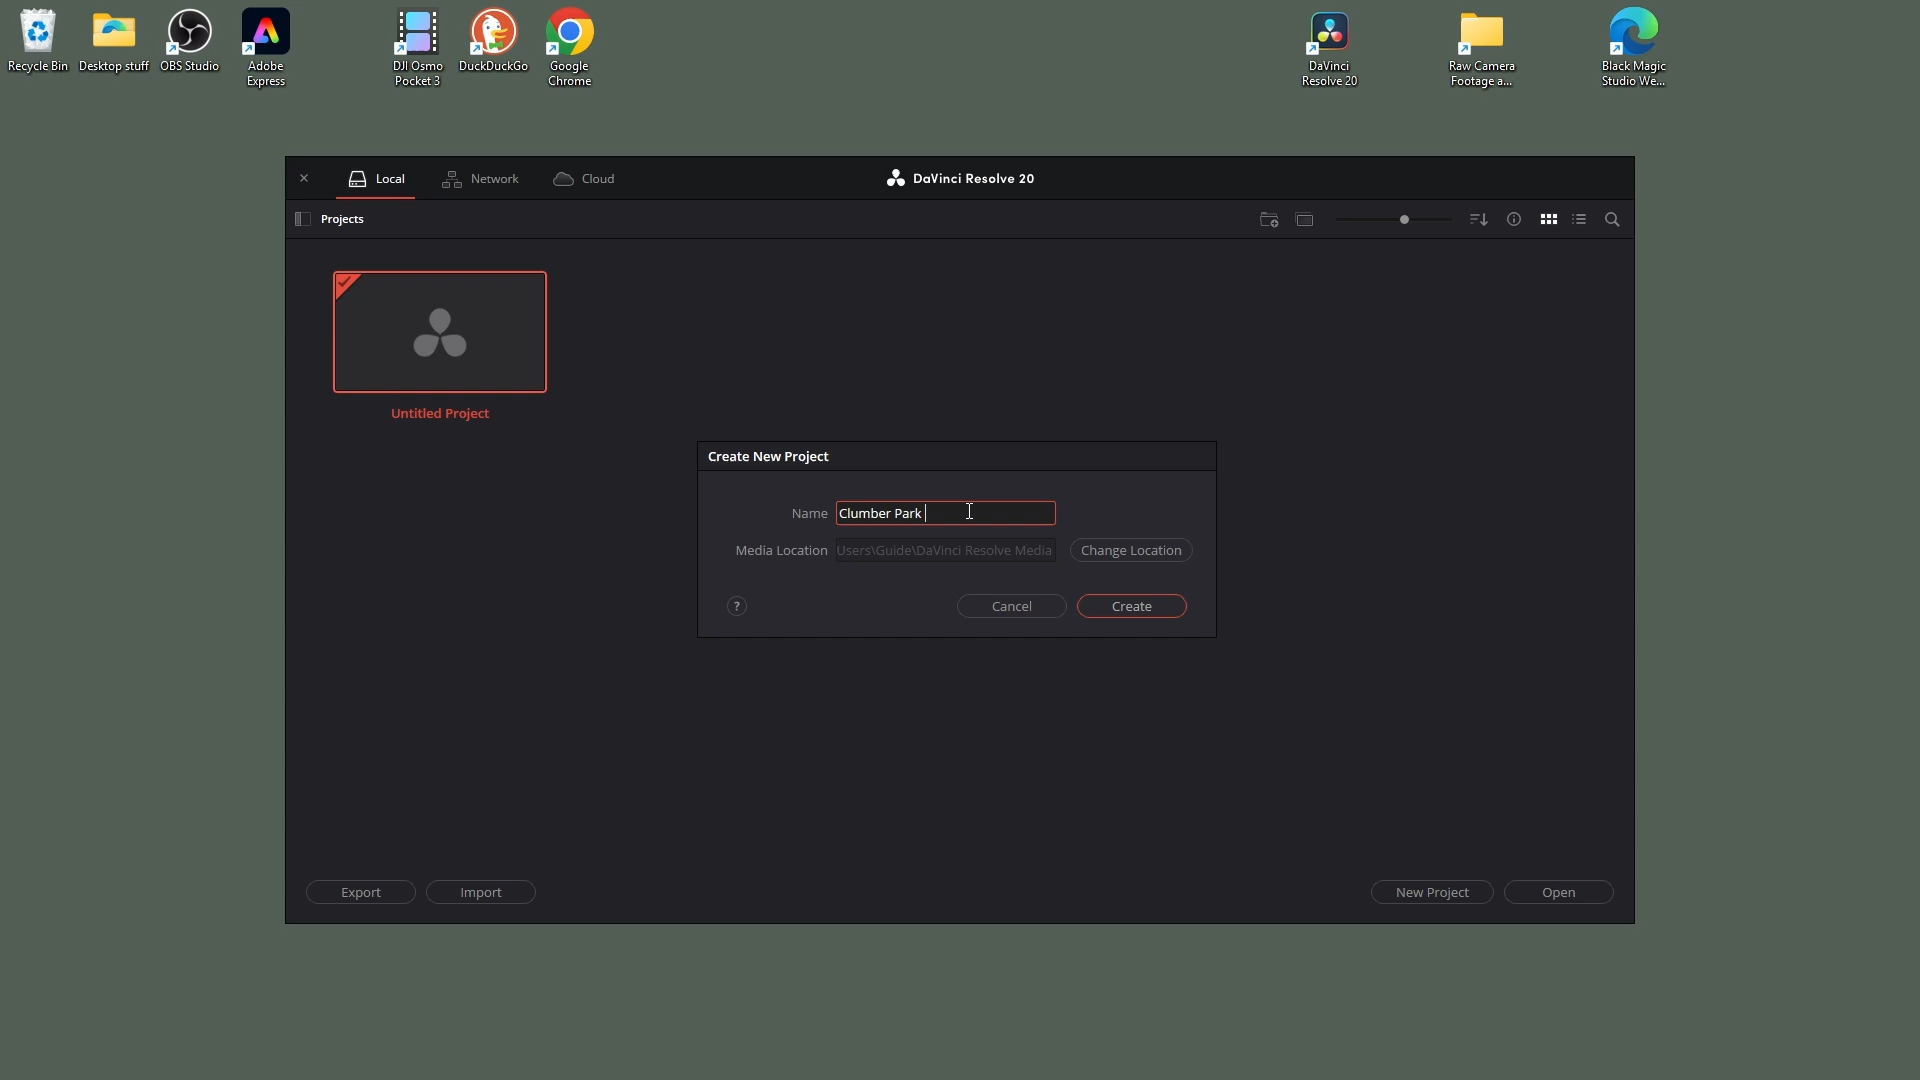 Recycle Bin
Desktop stuff
OBS Studio
Adobe
Express
DJI Osmo
Pocket 3
DuckDuckGo
Google
Chrome
DaVinci
Resolve 20
Raw Camera
Footage a...
Black Magic
Studio We...
Local
Network
Cloud
DaVinci Resolve 20
Projects
Untitled Project
Create New Project
Name
Clumber Park
Media Location
Users\Guide\DaVinci Resolve Media
Change Location
?
Cancel
Create
Export
Import
New Project
Open